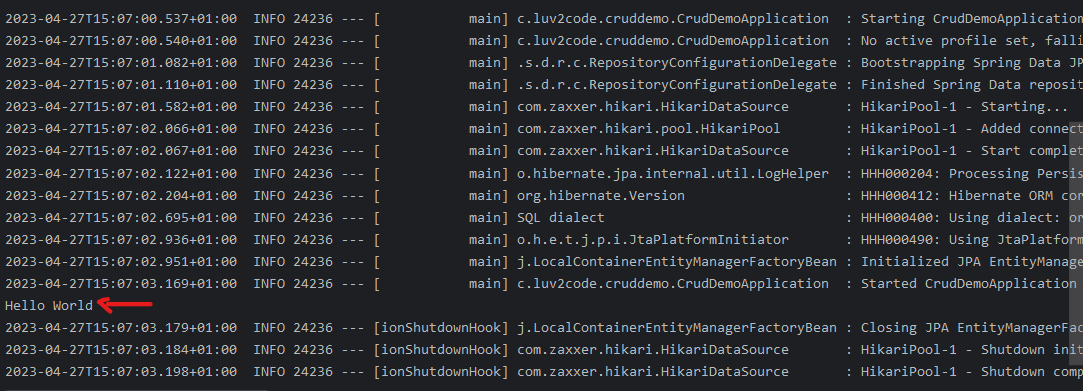 2023-04-27T15:07:00.537+01:00  INFO 24236 --- [           main] c.luv2code.cruddemo.CrudDemoApplication  : Starting CrudDemoApplication
2023-04-27T15:07:00.540+01:00  INFO 24236 --- [           main] c.luv2code.cruddemo.CrudDemoApplication  : No active profile set, falli
2023-04-27T15:07:01.082+01:00  INFO 24236 --- [           main] .s.d.r.c.RepositoryConfigurationDelegate : Bootstrapping Spring Data JP
2023-04-27T15:07:01.110+01:00  INFO 24236 --- [           main] .s.d.r.c.RepositoryConfigurationDelegate : Finished Spring Data reposit
2023-04-27T15:07:01.582+01:00  INFO 24236 --- [           main] com.zaxxer.hikari.HikariDataSource       : HikariPool-1 - Starting...
2023-04-27T15:07:02.066+01:00  INFO 24236 --- [           main] com.zaxxer.hikari.pool.HikariPool        : HikariPool-1 - Added connect
2023-04-27T15:07:02.067+01:00  INFO 24236 --- [           main] com.zaxxer.hikari.HikariDataSource       : HikariPool-1 - Start complet
2023-04-27T15:07:02.122+01:00  INFO 24236 --- [           main] o.hibernate.jpa.internal.util.LogHelper  : HHH000204: Processing Persis
2023-04-27T15:07:02.204+01:00  INFO 24236 --- [           main] org.hibernate.Version                    : HHH000412: Hibernate ORM cor
2023-04-27T15:07:02.695+01:00  INFO 24236 --- [           main] SQL dialect                              : HHH000400: Using dialect: or
2023-04-27T15:07:02.936+01:00  INFO 24236 --- [           main] o.h.e.t.j.p.i.JtaPlatformInitiator       : HHH000490: Using JtaPlatform
2023-04-27T15:07:02.951+01:00  INFO 24236 --- [           main] j.LocalContainerEntityManagerFactoryBean : Initialized JPA EntityManage
2023-04-27T15:07:03.169+01:00  INFO 24236 --- [           main] c.luv2code.cruddemo.CrudDemoApplication  : Started CrudDemoApplication
Hello World
2023-04-27T15:07:03.179+01:00  INFO 24236 --- [ionShutdownHook] j.LocalContainerEntityManagerFactoryBean : Closing JPA EntityManagerFac
2023-04-27T15:07:03.184+01:00  INFO 24236 --- [ionShutdownHook] com.zaxxer.hikari.HikariDataSource       : HikariPool-1 - Shutdown init
2023-04-27T15:07:03.198+01:00  INFO 24236 --- [ionShutdownHook] com.zaxxer.hikari.HikariDataSource       : HikariPool-1 - Shutdown comp